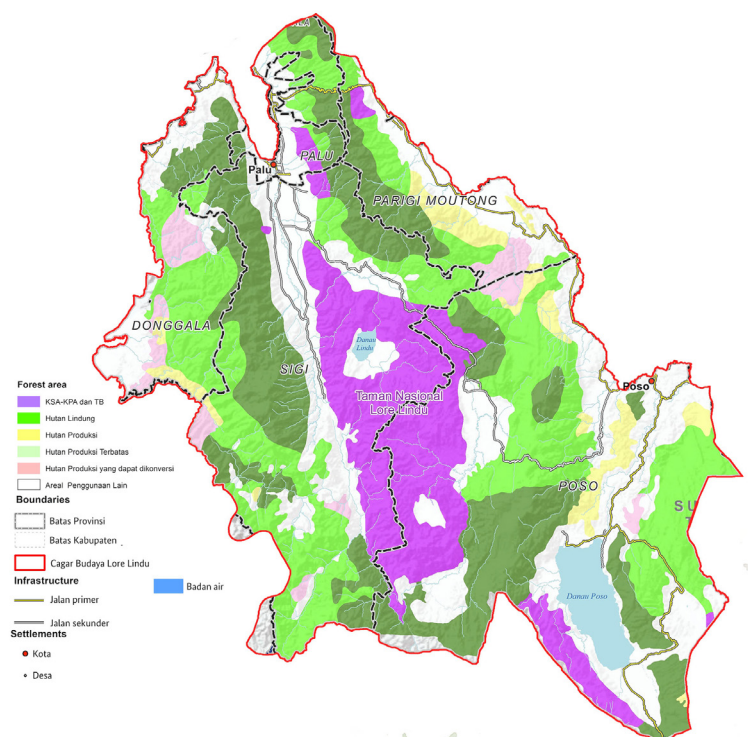 PALU
Palu
PARIGI MOUTONG
DONGGALA
Danau
Lindu
SIGI
Taman Nasional
Lore Lindu
Poso
POSO
S U
Danau Poso
Forest area
KSA-KPA dan TB
Hutan Lindung
Hutan Produksi
Hutan Produksi Terbatas
Hutan Produksi yang dapat dikonversi
Areal Penggunaan Lain
Boundaries
Batas Provinsi
Batas Kabupaten
Cagar Budaya Lore Lindu
Infrastructure
Badan air
Jalan primer
Jalan sekunder
Settlements
Kota
Desa